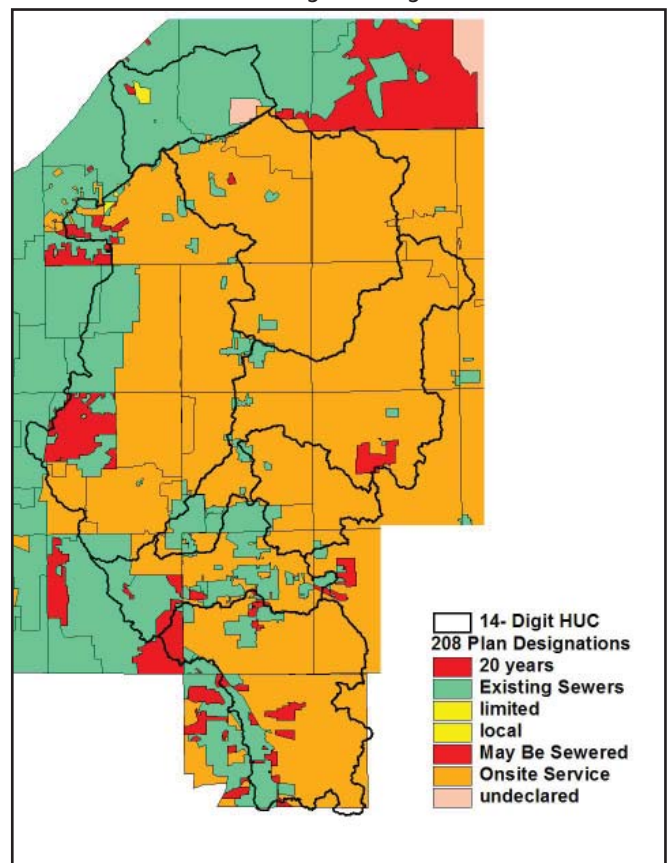 14- Digit HUC
208 Plan Designations
20 years
Existing Sewers
limited
local
May Be Sewered
Onsite Service
undeclared